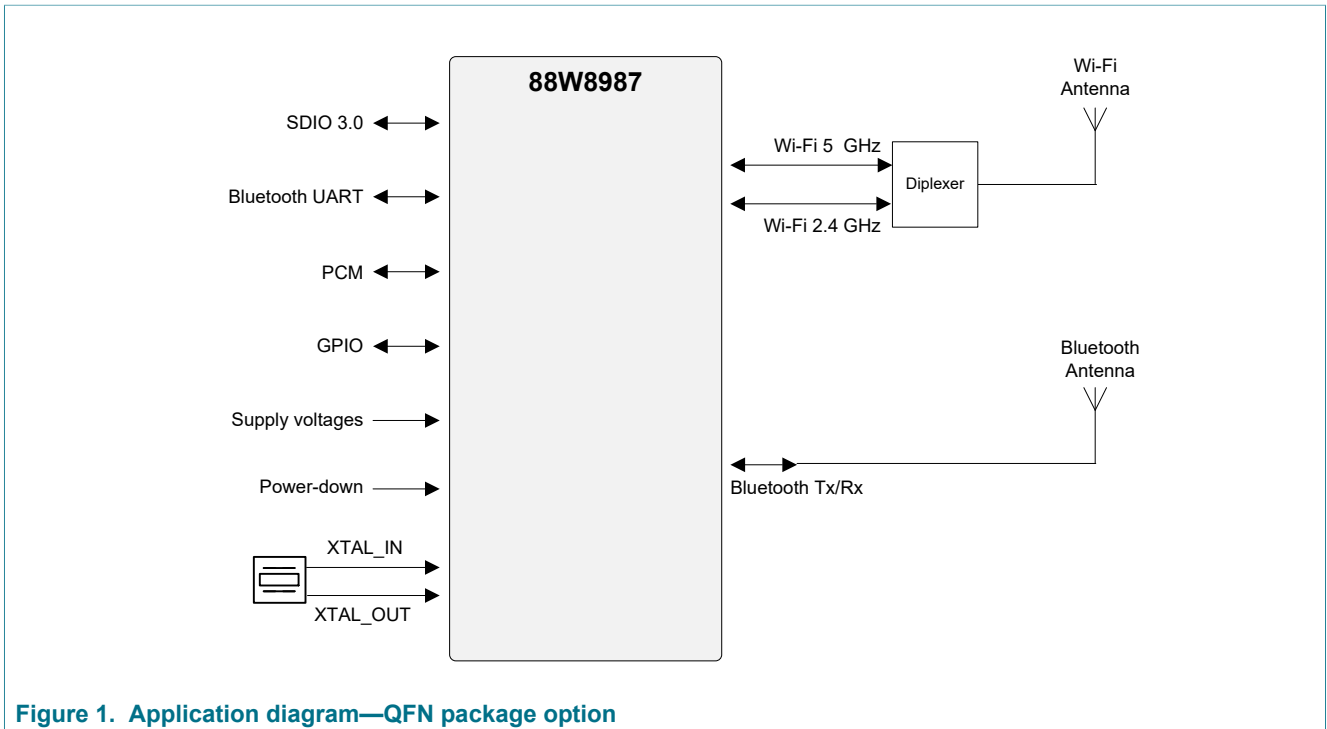 88W8987
SDIO 3.0
Bluetooth UART
PCM
GPIO
Supply voltages
Power-down
XTAL_IN
XTAL_OUT
Wi-Fi 5 GHz
Wi-Fi 2.4 GHz
Diplexer
Wi-Fi
Antenna
Bluetooth
Antenna
Bluetooth Tx/Rx
Figure 1. Application diagram—QFN package option